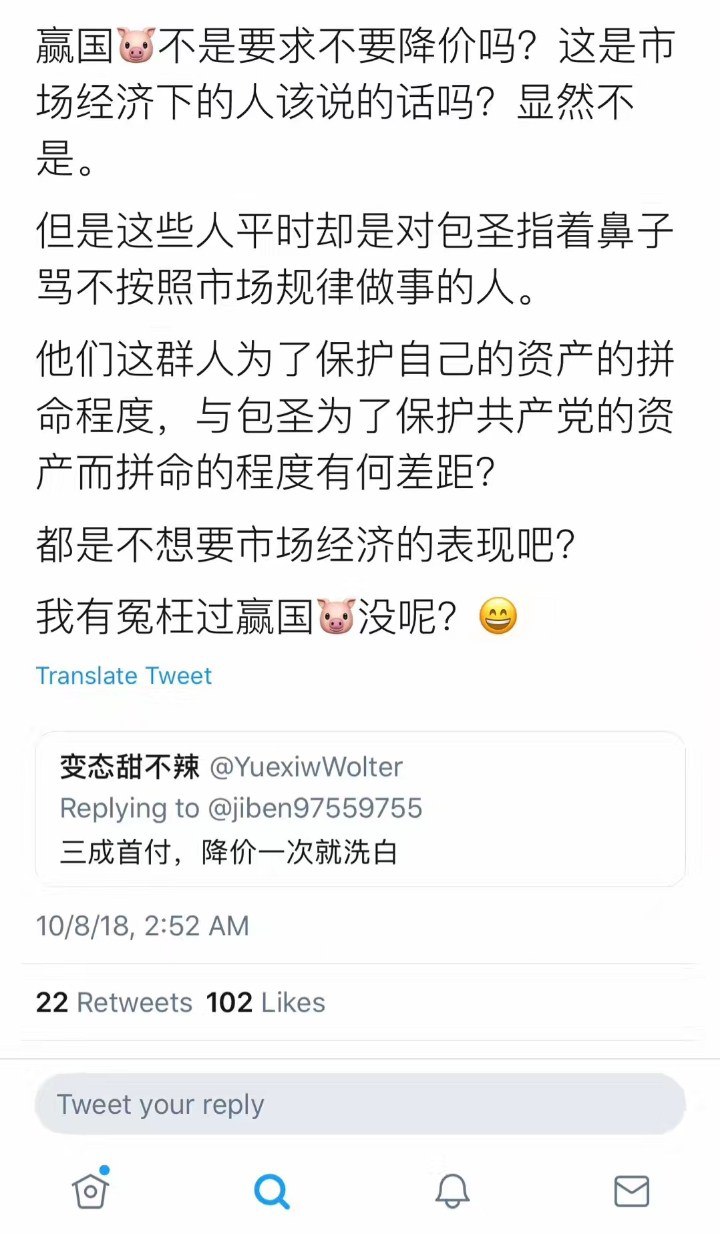 赢国🐷不是要求不要降价吗？这是市
场经济下的人该说的话吗？显然不
是。
但是这些人平时却是对包圣指着鼻子
骂不按照市场规律做事的人。
他们这群人为了保护自己的资产的拼
命程度，与包圣为了保护共产党的资
产而拼命的程度有何差距？
都是不想要市场经济的表现吧？
我有冤枉过赢国🐷没呢？😄
Translate Tweet
变态甜不辣 @YuexiwWolter
Replying to @jiben97559755
三成首付，降价一次就洗白
10/8/18, 2:52 AM
22 Retweets 102 Likes
Tweet your reply